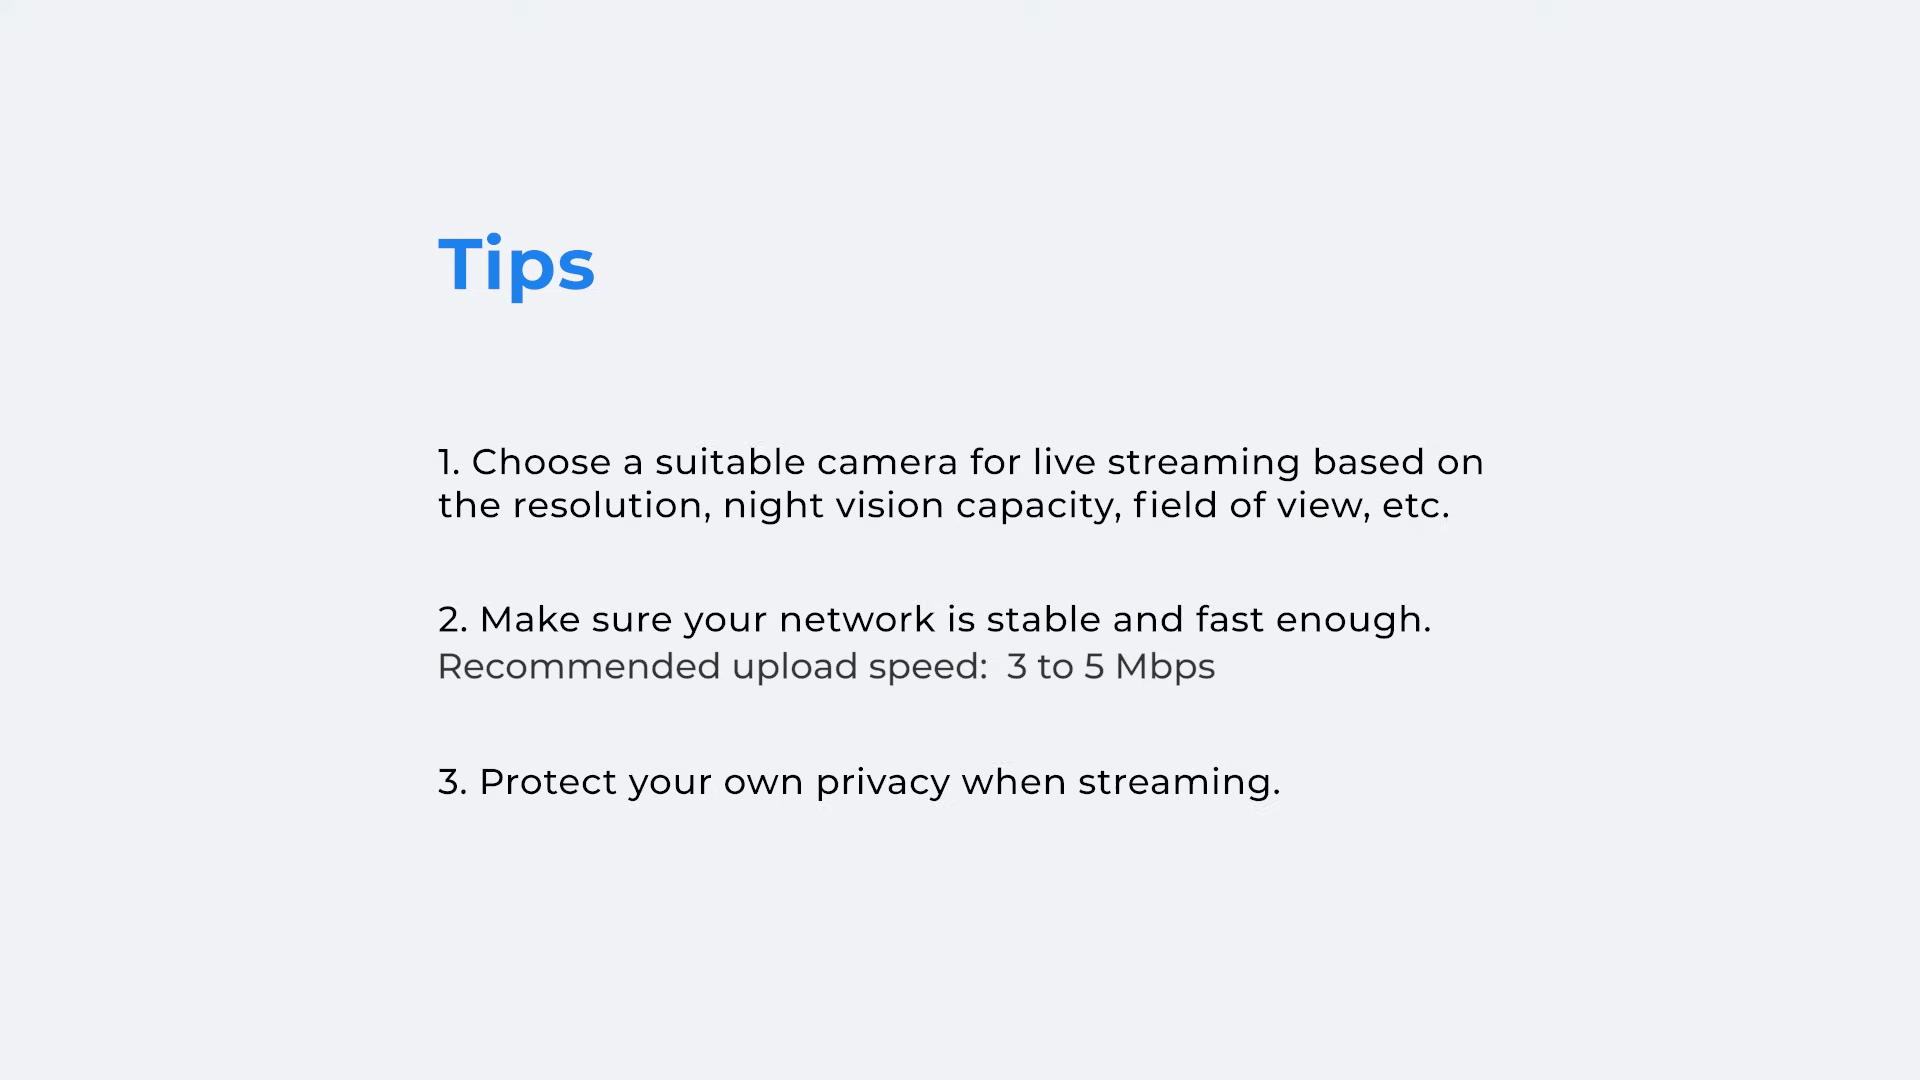 Tips
1. Choose a suitable camera for live streaming based on
the resolution, night vision capacity, field of view, etc.
2. Make sure your network is stable and fast enough.
Recommended upload speed:  3 to 5 Mbps
3. Protect your own privacy when streaming.